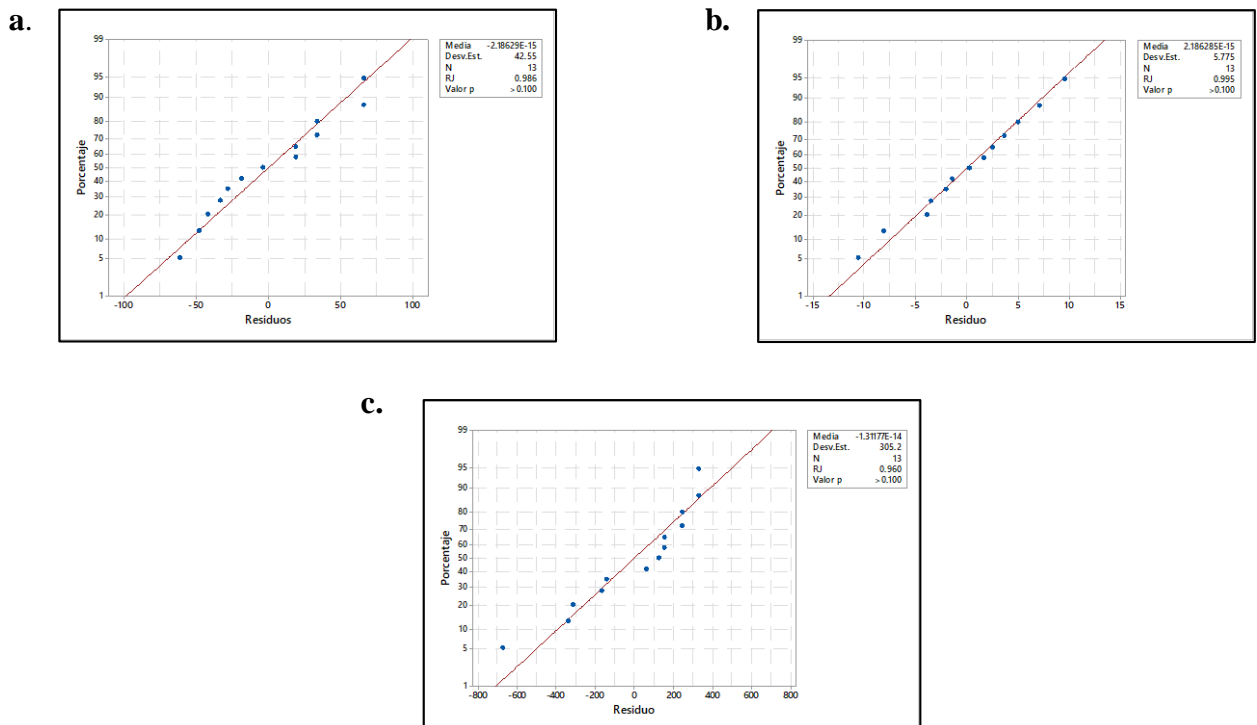 a.
99
95
90
80
70
60
50
40
30
20
10
5
1
Porcentaje
-100 -50 0 50 100
Residuos
Media -2.18629E-15
Desv.Est. 42.55
N 13
RJ 0.986
Valor p >0.100
b.
99
95
90
80
70
60
50
40
30
20
10
5
1
Porcentaje
-15 -10 -5 0 5 10 15
Residuo
Media 2.186285E-15
Desv.Est. 5.775
N 13
RJ 0.995
Valor p >0.100
c.
99
95
90
80
70
60
50
40
30
20
10
5
1
Porcentaje
-800 -600 -400 -200 0 200 400 600 800
Residuo
Media -1.31177E-14
Desv.Est. 305.2
N 13
RJ 0.960
Valor p >0.100